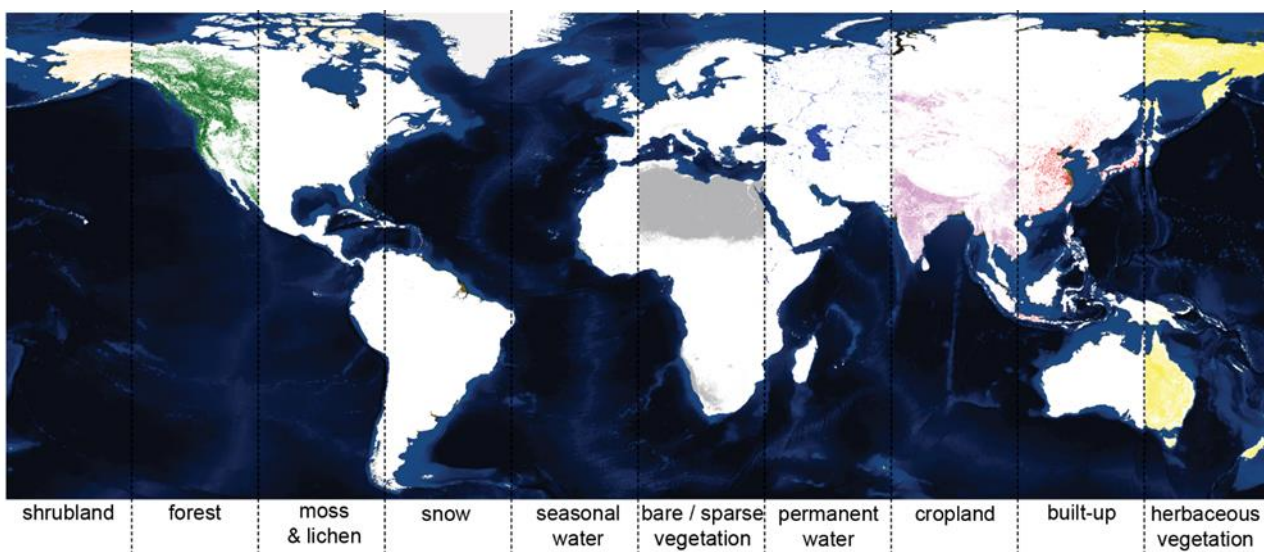 shrubland
forest
moss
& lichen
snow
seasonal
water
bare / sparse
vegetation
permanent
water
cropland
built-up
herbaceous
vegetation